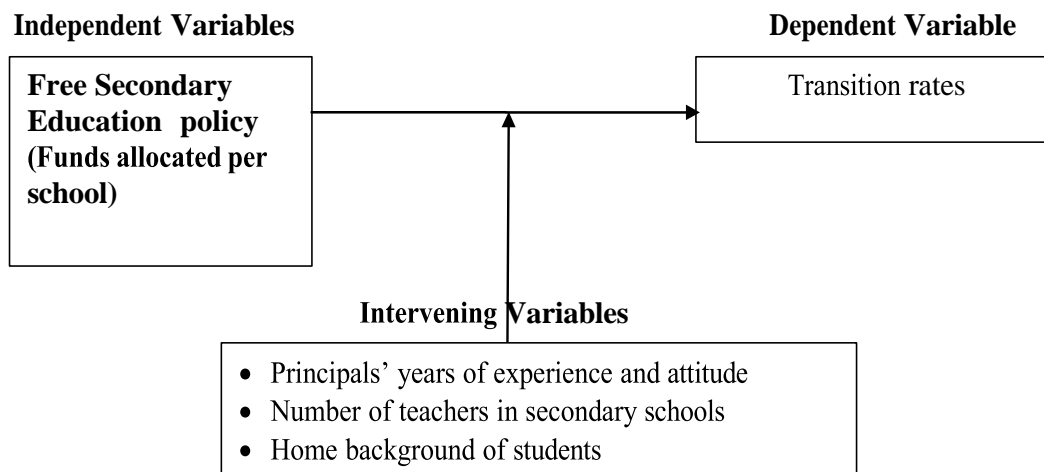 Independent Variables
Dependent Variable
Free Secondary
Education policy
(Funds allocated per
school)
Transition rates
Intervening Variables
• Principals’ years of experience and attitude
• Number of teachers in secondary schools
• Home background of students